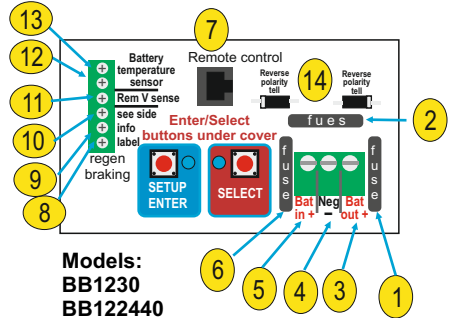 13
12
11
10
9
8
7
14
2
Battery
temperature
sensor
Rem V sense
see side
info
label
regen
braking
Remote control
Reverse
polarity
tell
Reverse
polarity
tell
fues
Enter/Select
buttons under cover
SETUP
ENTER
SELECT
fuse
Bat
in +
Neg
–
Bat
out +
fuse
6
5
4
3
1
Models:
BB1230
BB122440